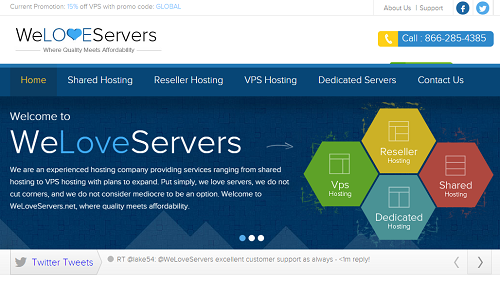 Current Promotion: 15% off VPS with promo code: GLOBAL
About Us | Support
WeLOVEServers
Where Quality Meets Affordability
Call : 866-285-4385
Home Shared Hosting Reseller Hosting VPS Hosting Dedicated Servers Contact Us
Welcome to
WeLoveServers
We are an experienced hosting company providing services ranging from shared
hosting to VPS hosting with plans to expand. Put simply, we love servers, we do not
cut corners, and we do not consider mediocre to be an option. Welcome to
WeLoveServers.net, where quality meets affordability.
Reseller
Hosting
Vps
Hosting
Shared
Hosting
Dedicated
Hosting
Twitter Tweets
RT @lake54: @WeLoveServers excellent customer support as always - <1m reply!